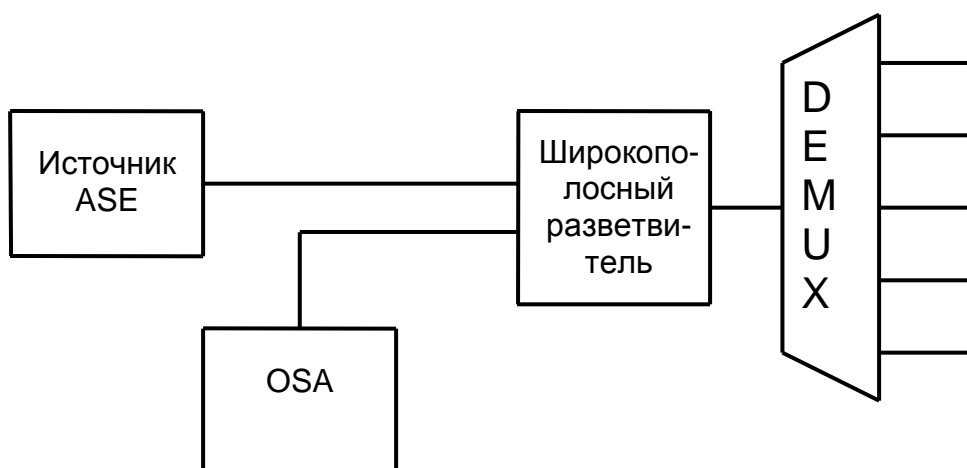 Источник
ASE
Широкопо-
лосный
разветви-
тель
D
E
M
U
X
OSA